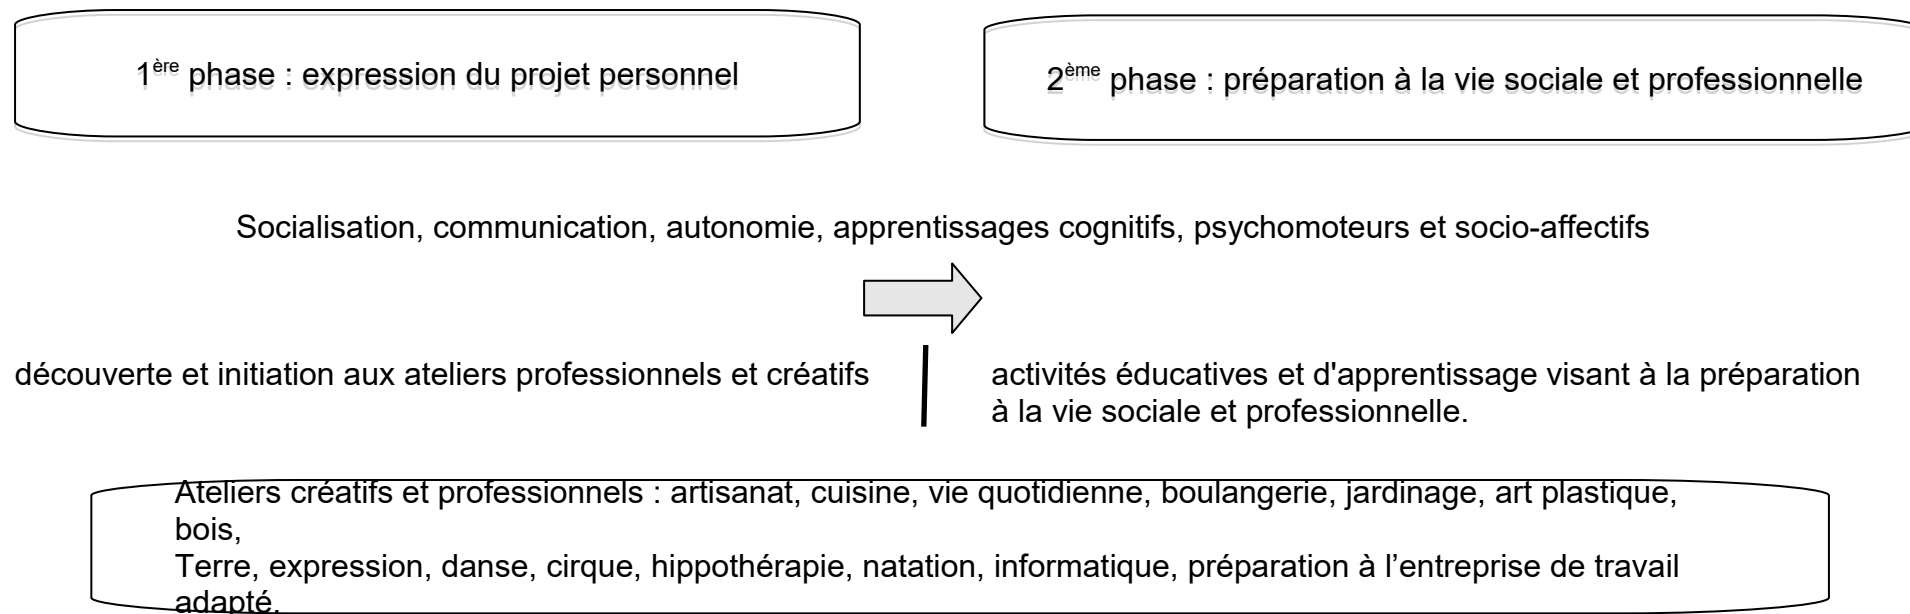 1ère phase : expression du projet personnel
2ème phase : préparation à la vie sociale et professionnelle
Socialisation, communication, autonomie, apprentissages cognitifs, psychomoteurs et socio-affectifs
découverte et initiation aux ateliers professionnels et créatifs
activités éducatives et d'apprentissage visant à la préparation
à la vie sociale et professionnelle.
Ateliers créatifs et professionnels : artisanat, cuisine, vie quotidienne, boulangerie, jardinage, art plastique,
bois,
Terre, expression, danse, cirque, hippothérapie, natation, informatique, préparation à l’entreprise de travail
adapté.